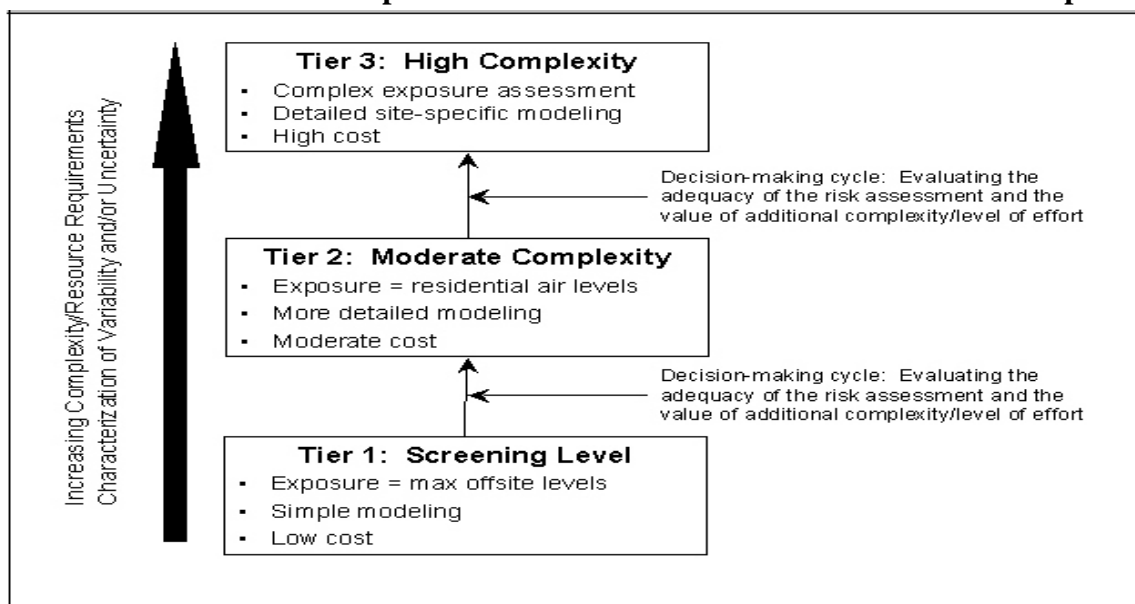 Increasing Complexity/Resource Requirements
Characterization of Variability and/or Uncertainty
Tier 3: High Complexity
▪ Complex exposure assessment
▪ Detailed site-specific modeling
▪ High cost
Decision-making cycle: Evaluating the
adequacy of the risk assessment and the
value of additional complexity/level of effort
Tier 2: Moderate Complexity
▪ Exposure = residential air levels
▪ More detailed modeling
▪ Moderate cost
Decision-making cycle: Evaluating the
adequacy of the risk assessment and the
value of additional complexity/level of effort
Tier 1: Screening Level
▪ Exposure = max offsite levels
▪ Simple modeling
▪ Low cost